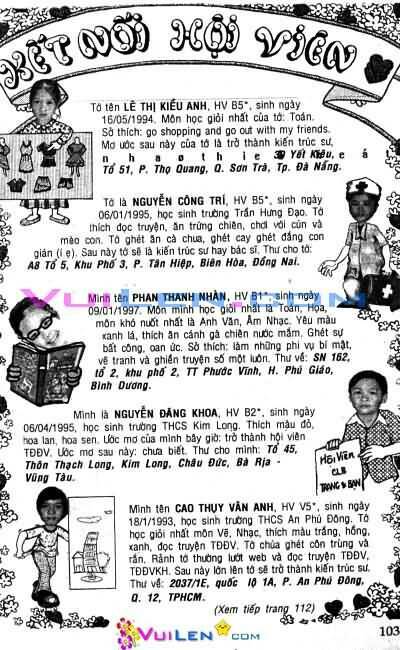 KẾT NỐI HỘI VIÊN
Tớ tên LÊ THỊ KIỀU ANH, HV B5*, sinh ngày
16/05/1994. Môn học giỏi nhất của tớ: Toán.
Sở thích: go shopping and go out with my friends.
Mơ ước sau này của tớ là trở thành kiến trúc sư,
Yết Kiêu,
Tổ 51, P. Thọ Quang, Q. Sơn Trà, Tp. Đà Nẵng.
Tớ là NGUYỄN CÔNG TRÍ, HV B5*, sinh ngày
06/01/1995, học sinh trường Trần Hưng Đạo. Tớ
thích đọc truyện, ăn trứng chiên, chơi với cún và
mèo con. Tớ ghét ăn cà chua, ghét cay ghét đắng con
gián (í ẹ). Sau này tớ sẽ là kiến trúc sư hay bác sĩ. Thư cho tớ:
A8 Tổ 5, Khu Phố 3, P. Tân Hiệp, Biên Hòa, Đồng Nai.
VUILEN.COM
Mình tên PHAN THANH NHÀN, HV B1*, sinh ngày
09/01/1997. Môn mình học giỏi nhất là Toán, Họa,
môn khó nuốt nhất là Anh Văn, Âm Nhạc. Yêu màu
xanh lá, thích ăn cánh gà chiên nước mắm. Ghét sự
bất công, oan ức. Sở thích: làm những phi vụ bí mật,
vẽ tranh và ghiền truyện số một luôn. Thư về: SN 162,
tổ 2, khu phố 2, TT Phước Vĩnh, H. Phú Giáo,
Bình Dương.
Mình là NGUYỄN ĐĂNG KHOA, HV B2*, sinh ngày
06/04/1995, học sinh trường THCS Kim Long. Thích màu đỏ,
hoa lan, hoa sen. Ước mơ của mình bây giờ: trở thành hội viên
TĐĐV. Ước mơ sau này: chưa biết. Thư cho mình: Tổ 45,
Thôn Thạch Long, Kim Long, Châu Đức, Bà Rịa -
Vũng Tàu.
HỘI VIÊN
CLB
TRẠNG BẠN
Mình tên CAO THỤY VÂN ANH, HV V5*, sinh ngày
18/1/1993, học sinh trường THCS An Phú Đông. Tớ
học giỏi nhất môn Vẽ, Nhạc, thích màu trắng, hồng,
xanh, đọc truyện TĐĐV. Tớ chúa ghét côn trùng và
rắn. Rảnh tớ thường lướt web và đọc truyện TĐĐV,
TĐĐVKH. Sau này lớn lên tớ sẽ trở thành kiến trúc sư.
Thư về: 2037/1E, quốc lộ 1A, P. An Phú Đông,
Q. 12, TPHCM.
(Xem tiếp trang 112)
103
VUILEN.COM